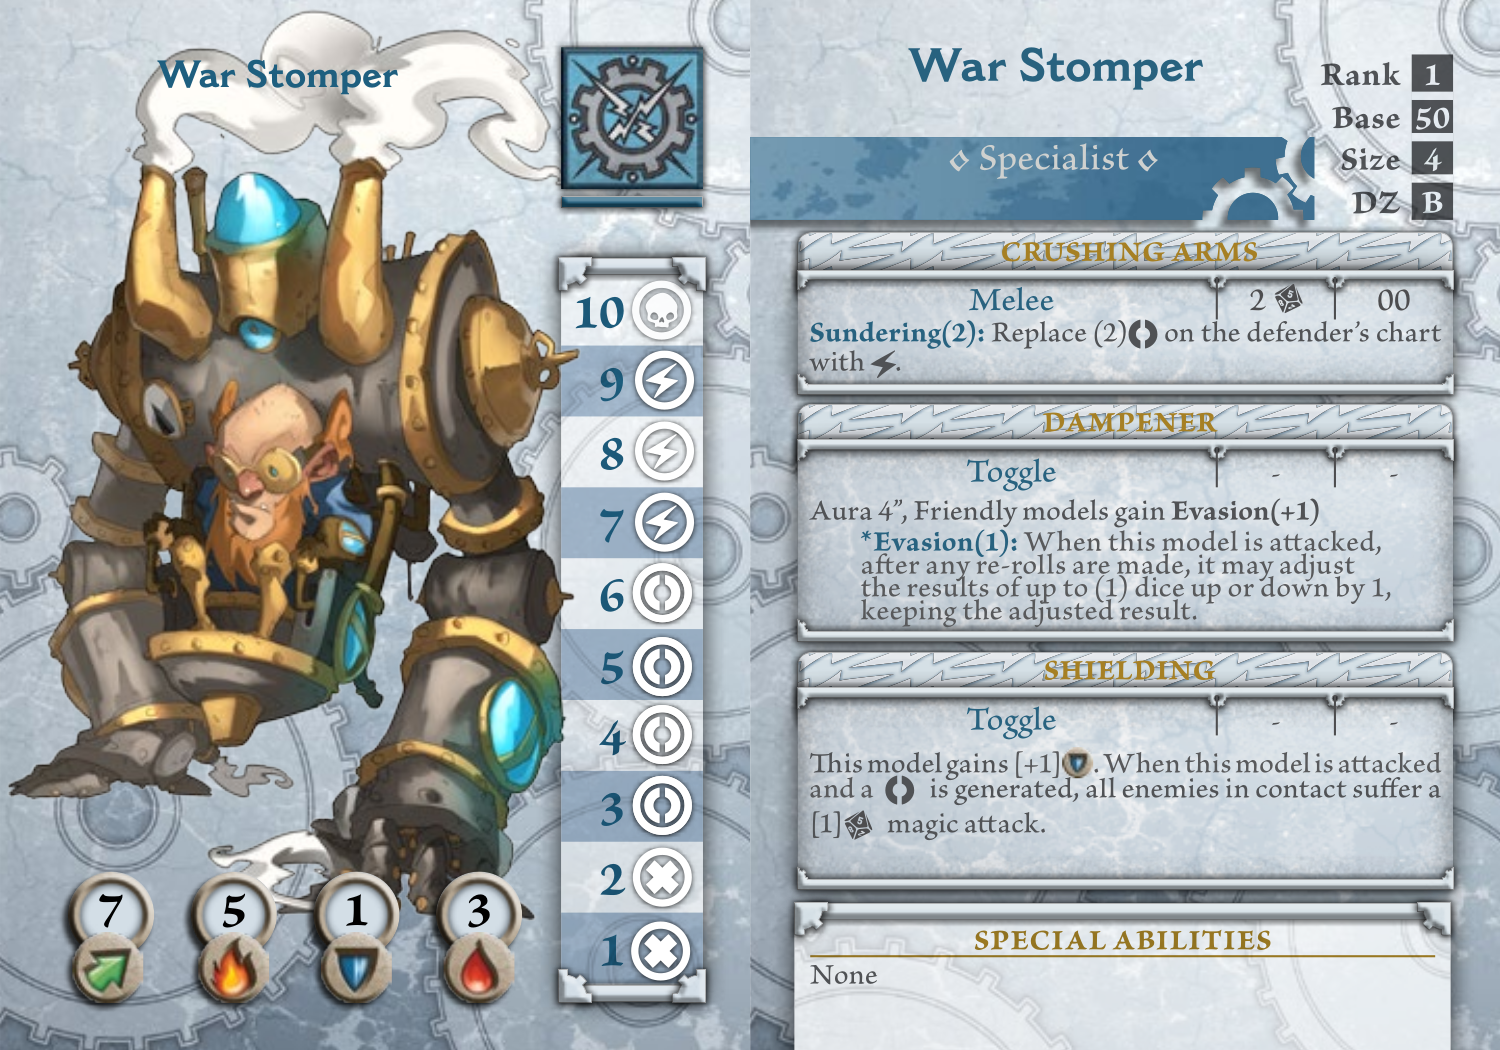 War Stomper
10
9
8
7
6
5
4
3
2
1
7
5
1
3
War Stomper
Rank 1
Base 50
Size 4
DZ B
Specialist
CRUSHING ARMS
Melee 2 00
Sundering(2): Replace (2) on the defender's chart
with .
DAMPENER
Toggle - -
Aura 4", Friendly models gain Evasion(+1)
*Evasion(1): When this model is attacked,
after any re-rolls are made, it may adjust
the results of up to (1) dice up or down by 1,
keeping the adjusted result.
SHIELDING
Toggle - -
This model gains [+1] . When this model is attacked
and a is generated, all enemies in contact suffer a
[1] magic attack.
SPECIAL ABILITIES
None